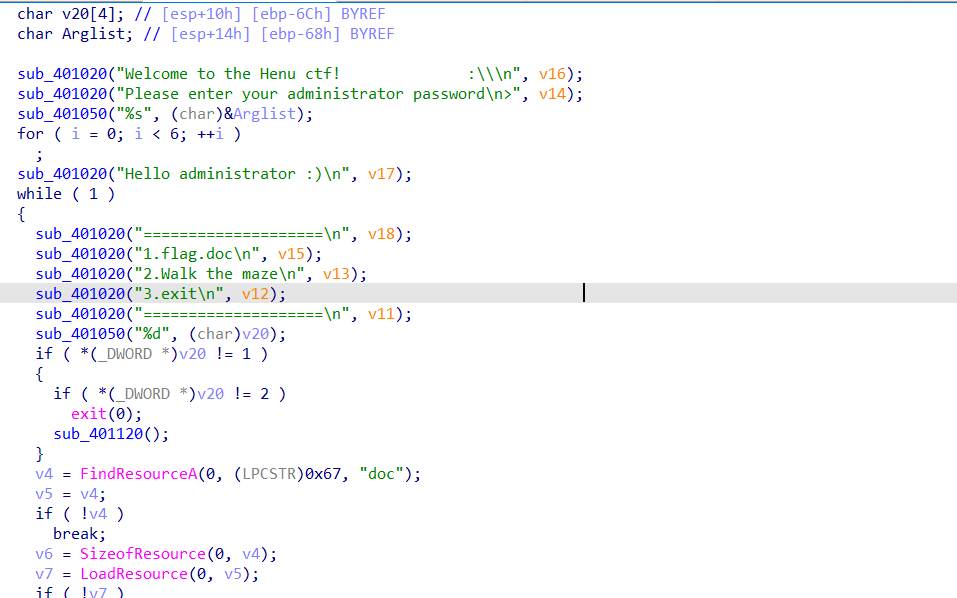 char v20[4]; // [esp+10h] [ebp-6Ch] BYREF
char Arglist; // [esp+14h] [ebp-68h] BYREF
sub_401020("Welcome to the Henu ctf!              :\\\n", v16);
sub_401020("Please enter your administrator password\n>", v14);
sub_401050("%s", (char)&Arglist);
for ( i = 0; i < 6; ++i )
  ;
sub_401020("Hello administrator :)\n", v17);
while ( 1 )
{
  sub_401020("====================\n", v18);
  sub_401020("1.flag.doc\n", v15);
  sub_401020("2.Walk the maze\n", v13);
  sub_401020("3.exit\n", v12);
  sub_401020("====================\n", v11);
  sub_401050("%d", (char)v20);
  if ( *(_DWORD *)v20 != 1 )
  {
    if ( *(_DWORD *)v20 != 2 )
      exit(0);
    sub_401120();
  }
  v4 = FindResourceA(0, (LPCSTR)0x67, "doc");
  v5 = v4;
  if ( !v4 )
    break;
  v6 = SizeofResource(0, v4);
  v7 = LoadResource(0, v5);
  if ( !v7 )